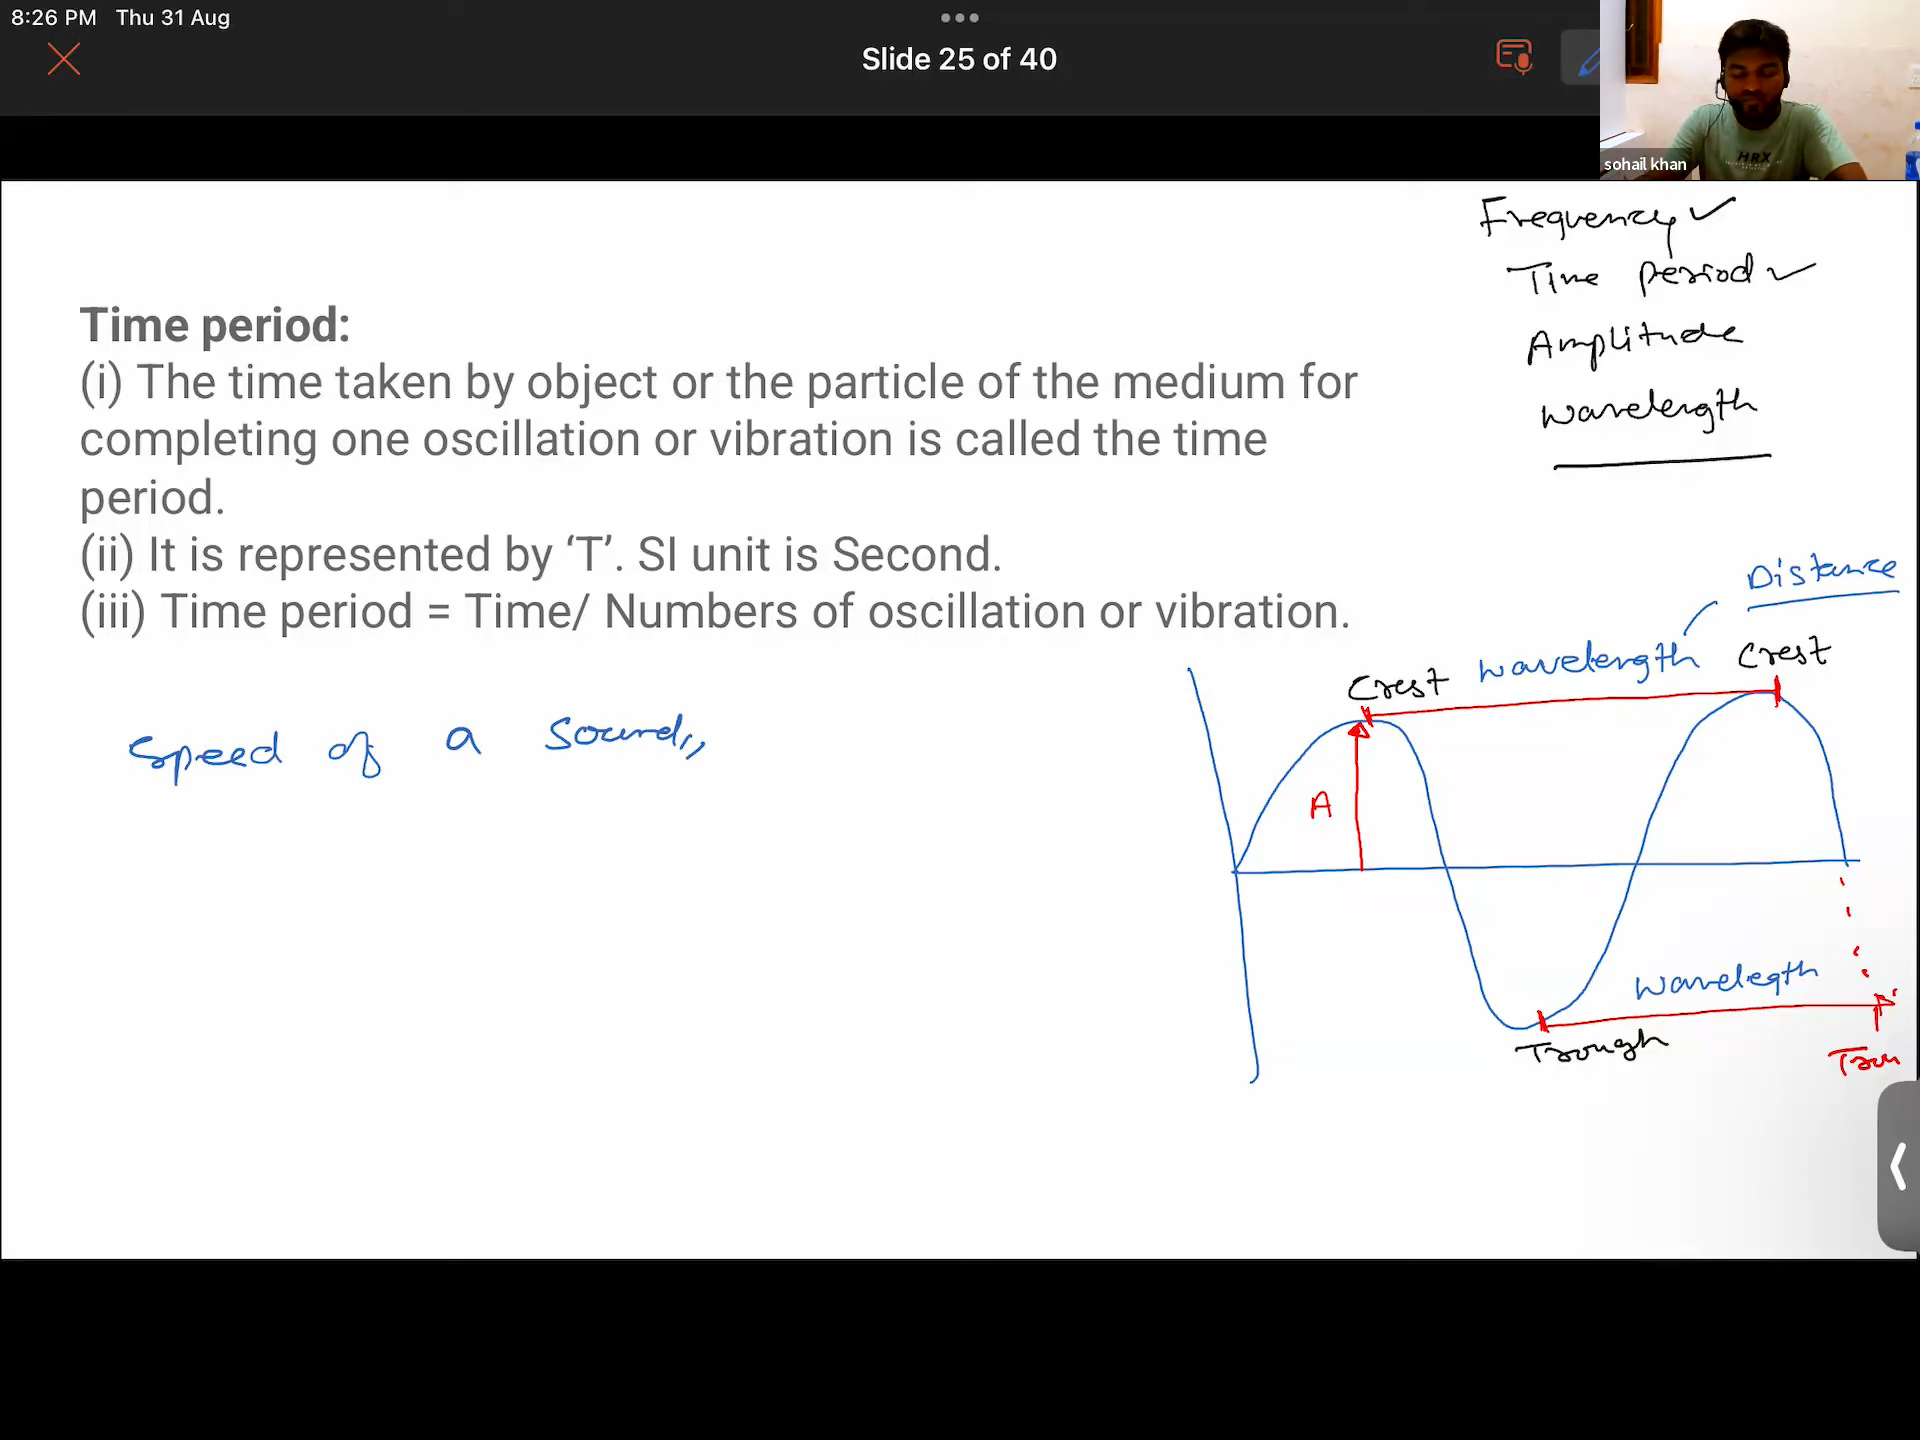 8:26 PM Thu 31 Aug
Slide 25 of 40
HRX
sohail khan
Frequency ✓
Time period ✓
Amplitude
wavelength
Time period:
(i) The time taken by object or the particle of the medium for
completing one oscillation or vibration is called the time
period.
(ii) It is represented by ‘T’. SI unit is Second.
(iii) Time period = Time/ Numbers of oscillation or vibration.
Speed of a Sound,,
Distance
Crest wavelength Crest
A
wavelegth
Trough
Trou